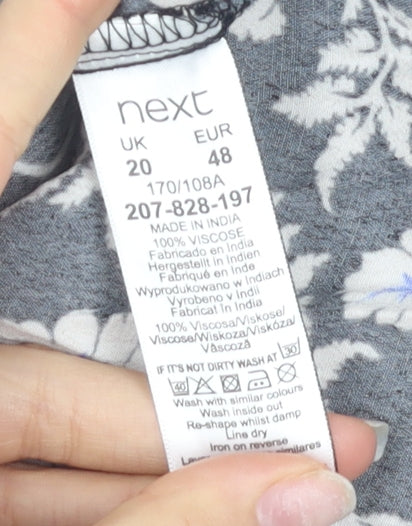 next
UK EUR
20 48
170/108A
207-828-197
MADE IN INDIA
100% VISCOSE
Fabricado en India
Hergestellt in Indien
Fabriqué en Inde
Wyprodukowano w Indiach
Vyrobeno v Indii
Fabricat în India
100% Viscosa/Viskose/
Viscose/Wiskoza/Viskóza/
Vâscoză
IF IT'S NOT DIRTY WASH AT 30°
40
Wash with similar colours
Wash inside out
Re-shape whilst damp
Line dry
Iron on reverse
similares